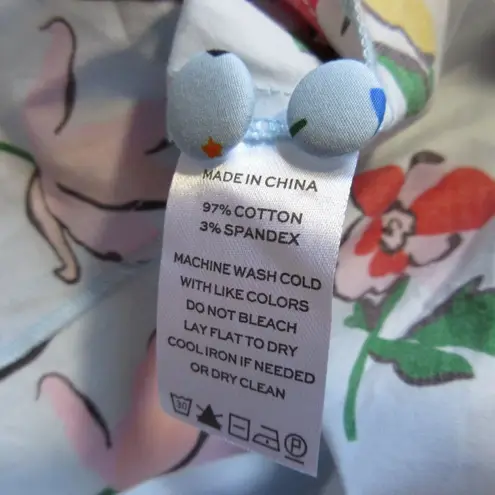 MADE IN CHINA
97% COTTON
3% SPANDEX
MACHINE WASH COLD
WITH LIKE COLORS
DO NOT BLEACH
LAY FLAT TO DRY
COOL IRON IF NEEDED
OR DRY CLEAN
30 P